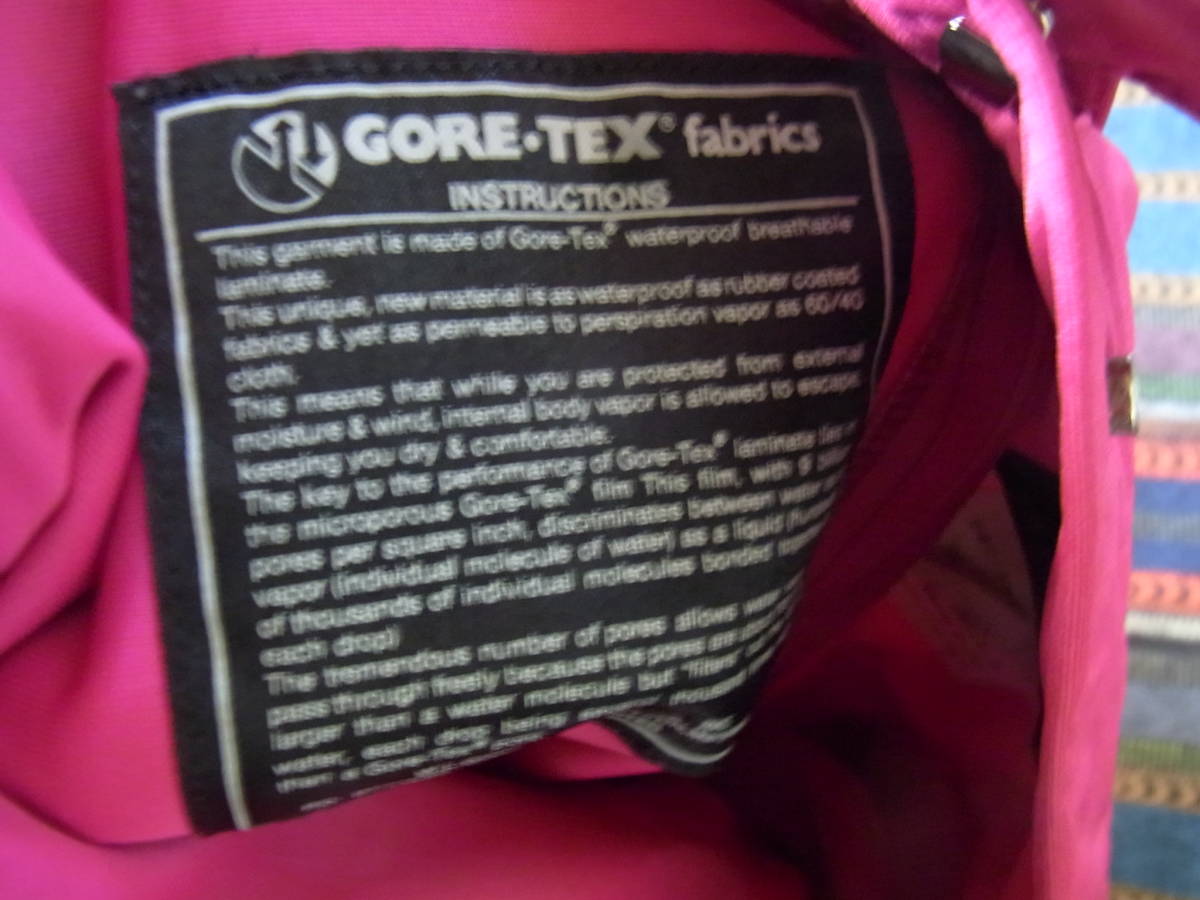 GORE-TEX® fabrics
INSTRUCTIONS
This garment is made of Gore-Tex® waterproof breathable
laminate.
This unique, new material is as waterproof as rubber coated
fabrics & yet as permeable to perspiration vapor as 60/40
cloth.
This means that while you are protected from external
moisture & wind, internal body vapor is allowed to escape
keeping you dry & comfortable.
The key to the performance of Gore-Tex® laminate
the microporous Gore-Tex® film This film, with 9
pores per square inch, discriminates between water
vapor (individual molecule of water) as a liquid
of thousands of individual molecules bonded
each drop)
The tremendous number of pores allows
pass through freely because the pores are
larger than a water molecule but "filters"
water, each drop being
than a Gore-Tex